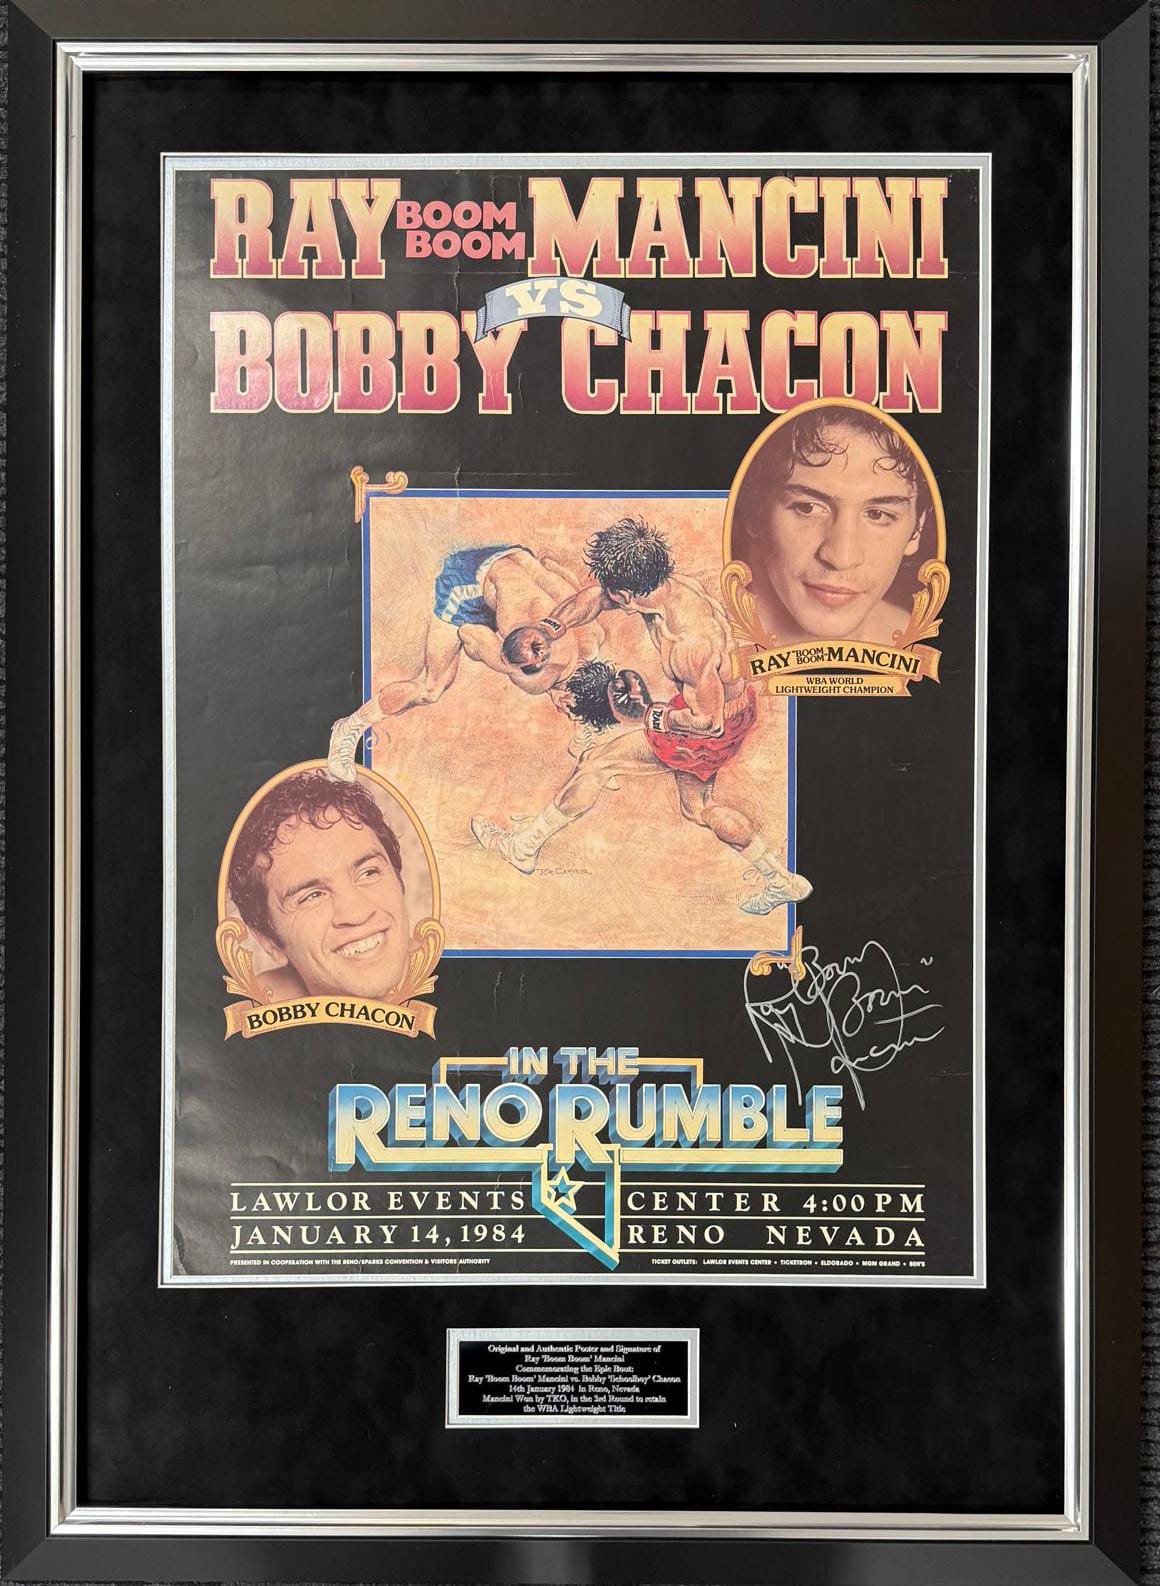 RAY BOOM BOOM MANCINI
VS
BOBBY CHACON
RAY "BOOM BOOM" MANCINI
WBA WORLD
LIGHTWEIGHT CHAMPION
EVERLAST
BOBBY CHACON
Ray "Boom Boom" Mancini
IN THE
RENO RUMBLE
LAWLOR EVENTS CENTER 4:00 PM
JANUARY 14, 1984 RENO NEVADA
PRESENTED IN COOPERATION WITH THE RENO/SPARKS CONVENTION & VISITORS AUTHORITY
TICKET OUTLETS: LAWLOR EVENTS CENTER • TICKETRON • ELDORADO • MGM GRAND • BEN'S
Original and Authentic Poster and Signature of
Ray 'Boom Boom' Mancini
Commemorating the Epic Bout:
Ray 'Boom Boom' Mancini vs. Bobby 'Schoolboy' Chacon
14th January 1984 in Reno, Nevada
Mancini Won by TKO, in the 3rd Round to retain
the WBA Lightweight Title